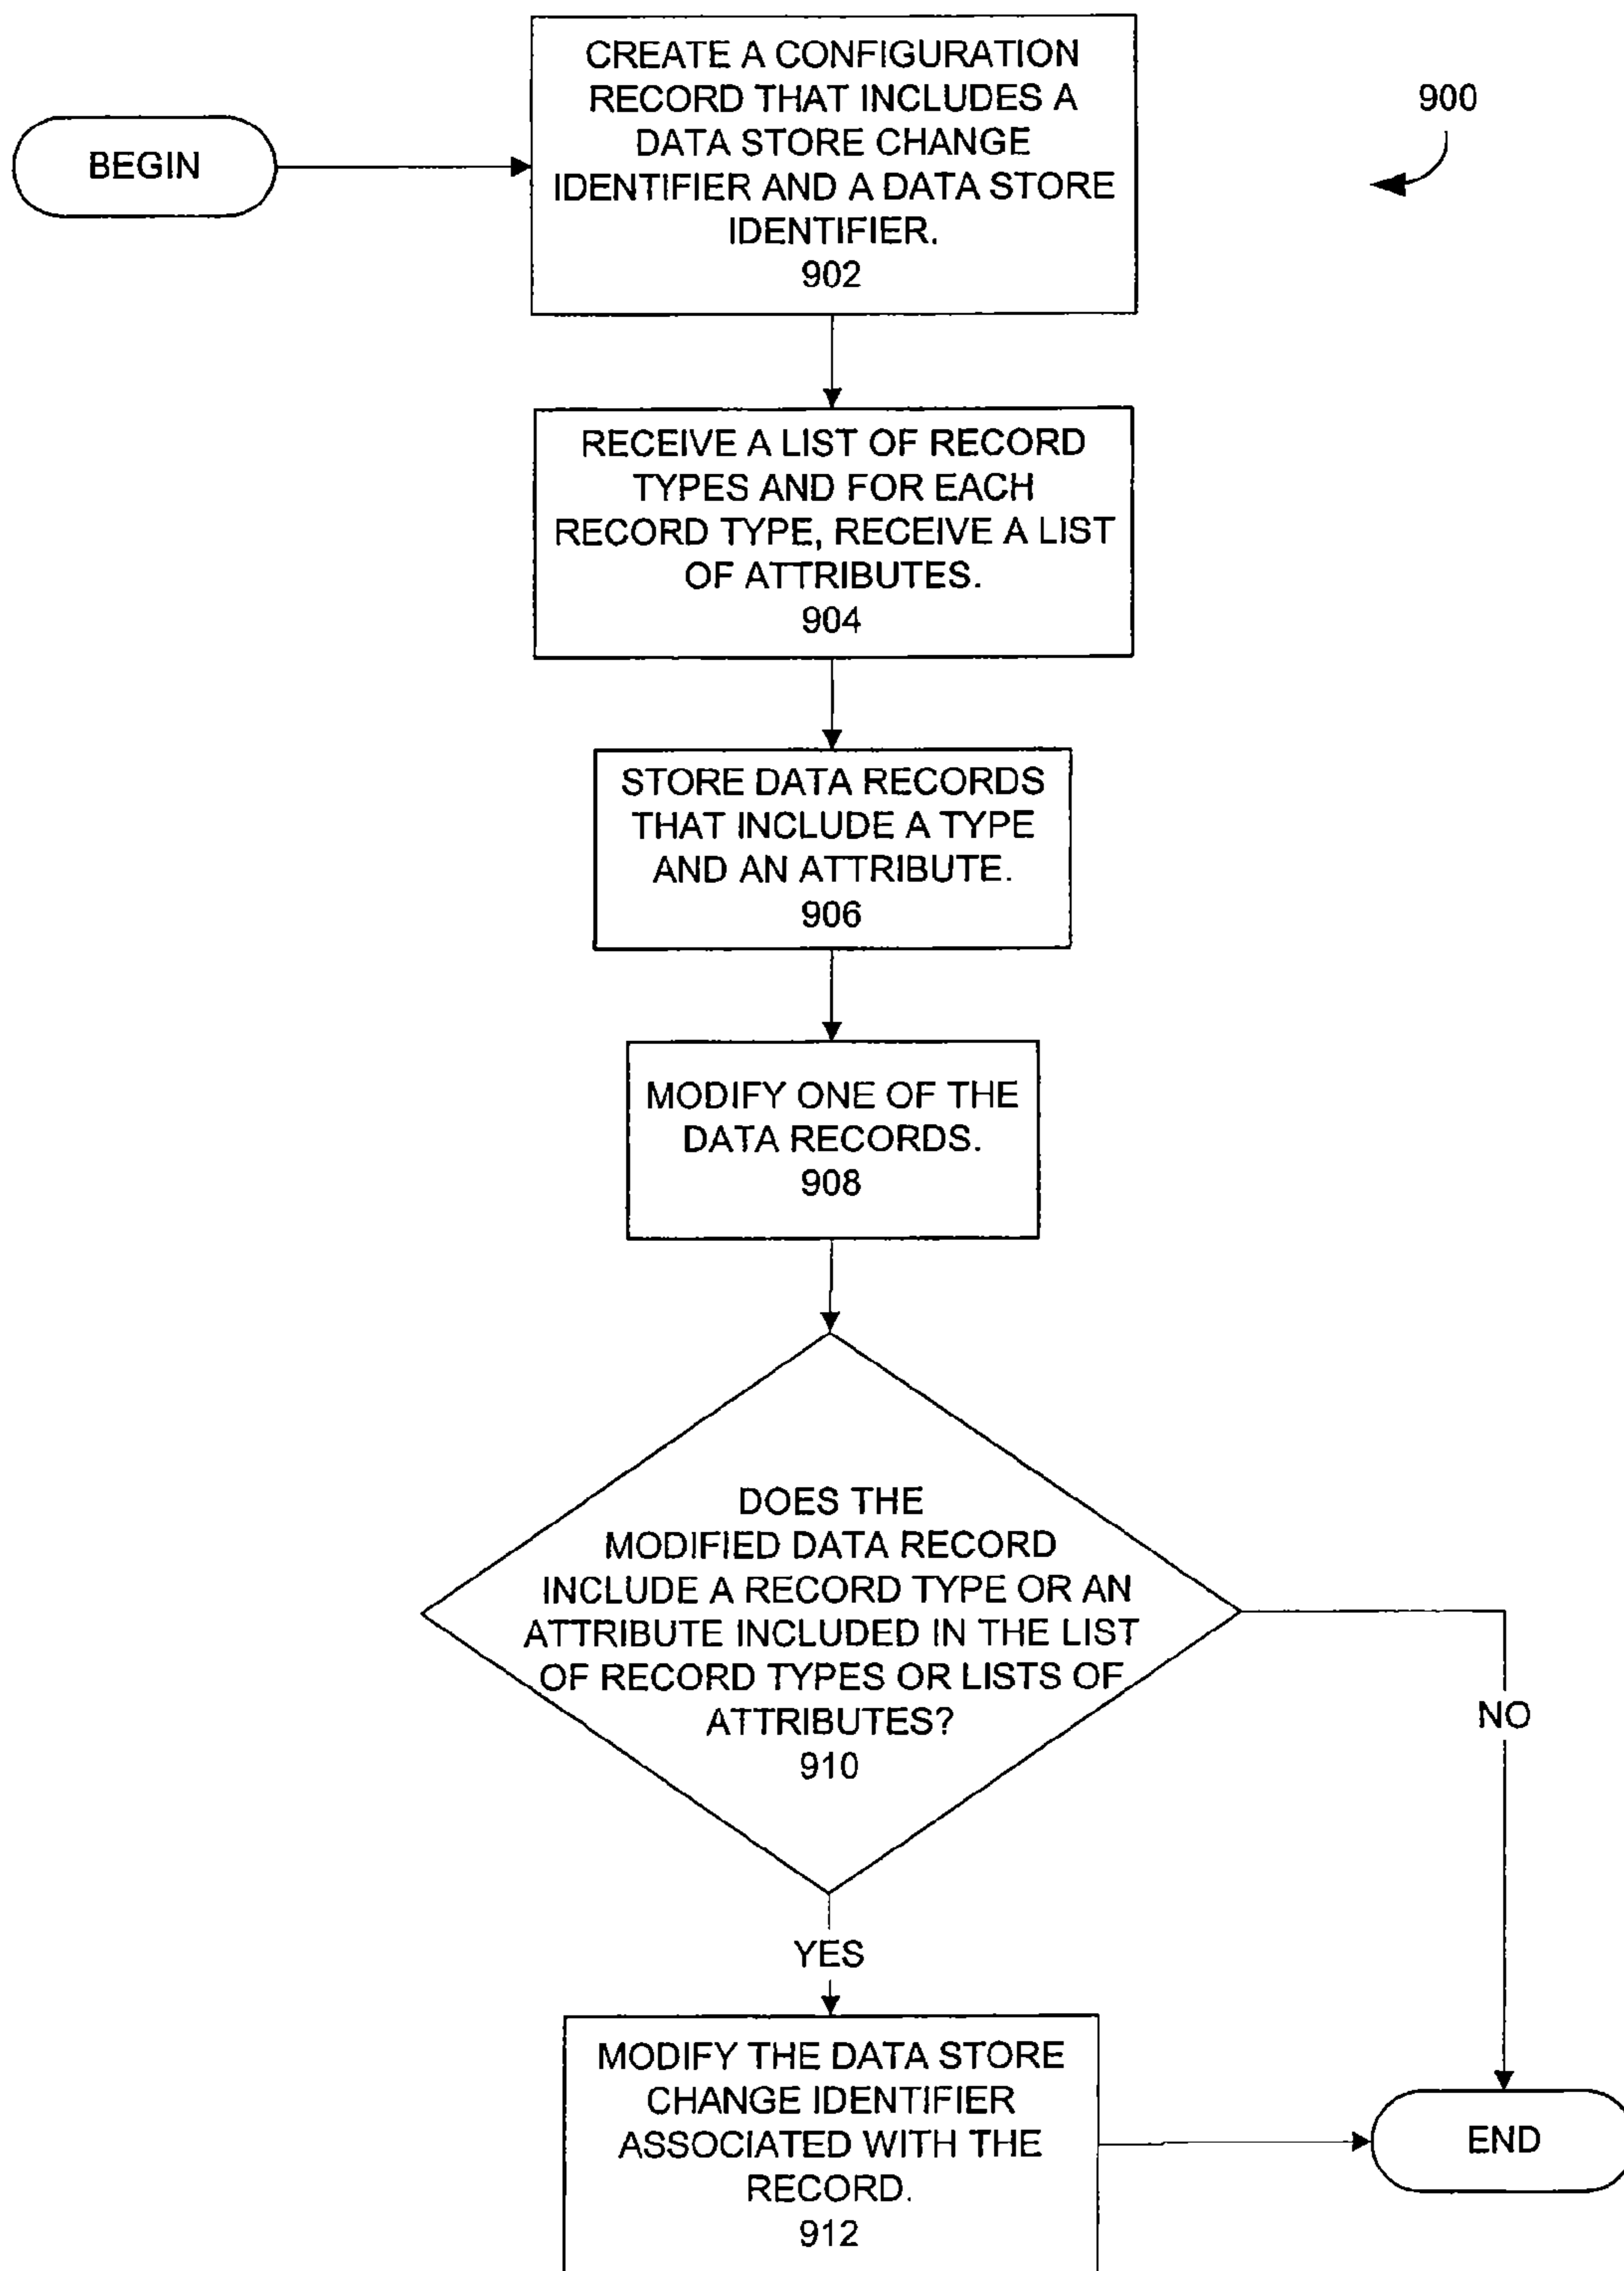 BEGIN
CREATE A CONFIGURATION
RECORD THAT INCLUDES A
DATA STORE CHANGE
IDENTIFIER AND A DATA STORE
IDENTIFIER.
902
900
RECEIVE A LIST OF RECORD
TYPES AND FOR EACH
RECORD TYPE, RECEIVE A LIST
OF ATTRIBUTES.
904
STORE DATA RECORDS
THAT INCLUDE A TYPE
AND AN ATTRIBUTE.
906
MODIFY ONE OF THE
DATA RECORDS.
908
DOES THE
MODIFIED DATA RECORD
INCLUDE A RECORD TYPE OR AN
ATTRIBUTE INCLUDED IN THE LIST
OF RECORD TYPES OR LISTS OF
ATTRIBUTES?
910
NO
YES
MODIFY THE DATA STORE
CHANGE IDENTIFIER
ASSOCIATED WITH THE
RECORD.
912
END